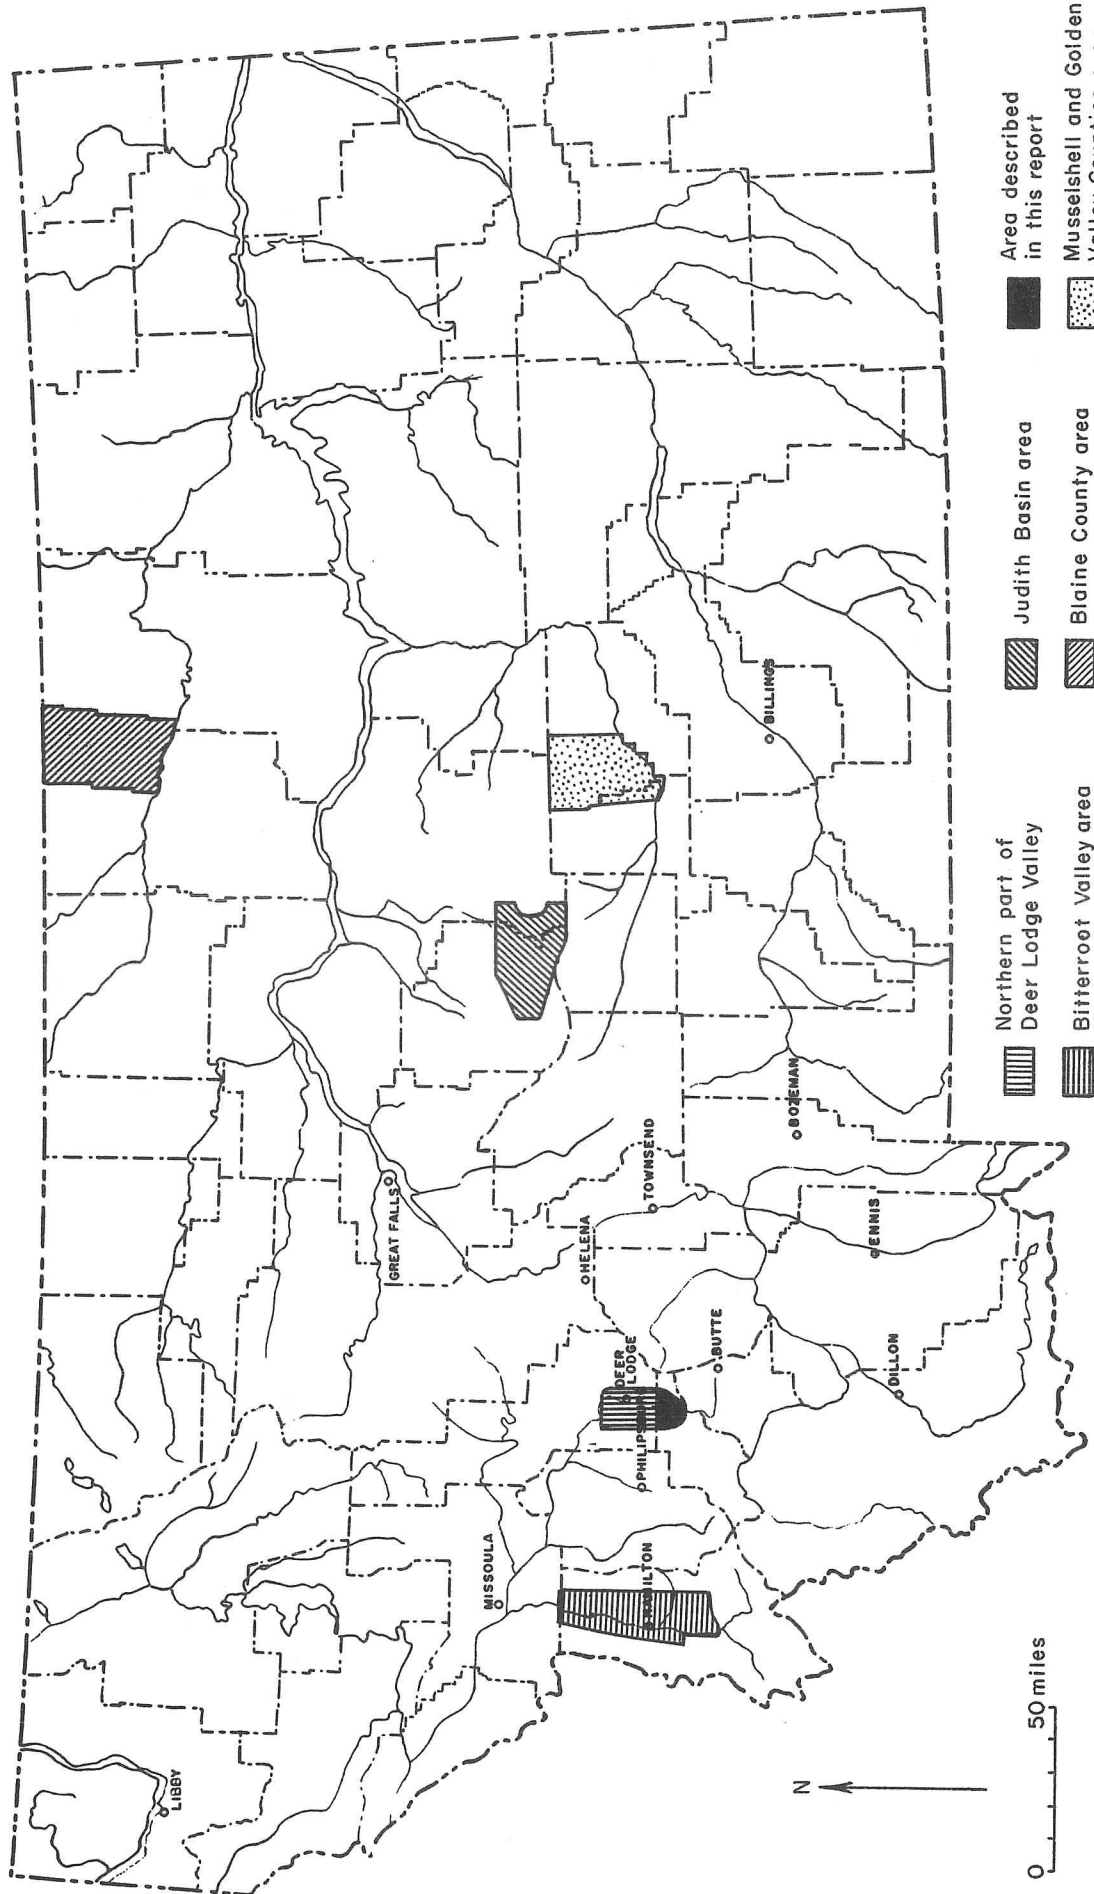 LIBBY
GREAT FALLS
MISSOULA
HELENA
TOWNSEND
DEER
LODGE
PHILIPSBURG
HAMILTON
BUTTE
BOZEMAN
BILLINGS
ENNIS
DILLON
N
0 50 miles
Northern part of
Deer Lodge Valley
Bitterroot Valley area
Judith Basin area
Blaine County area
Area described
in this report
Musselshell and Golden
Valley Counties